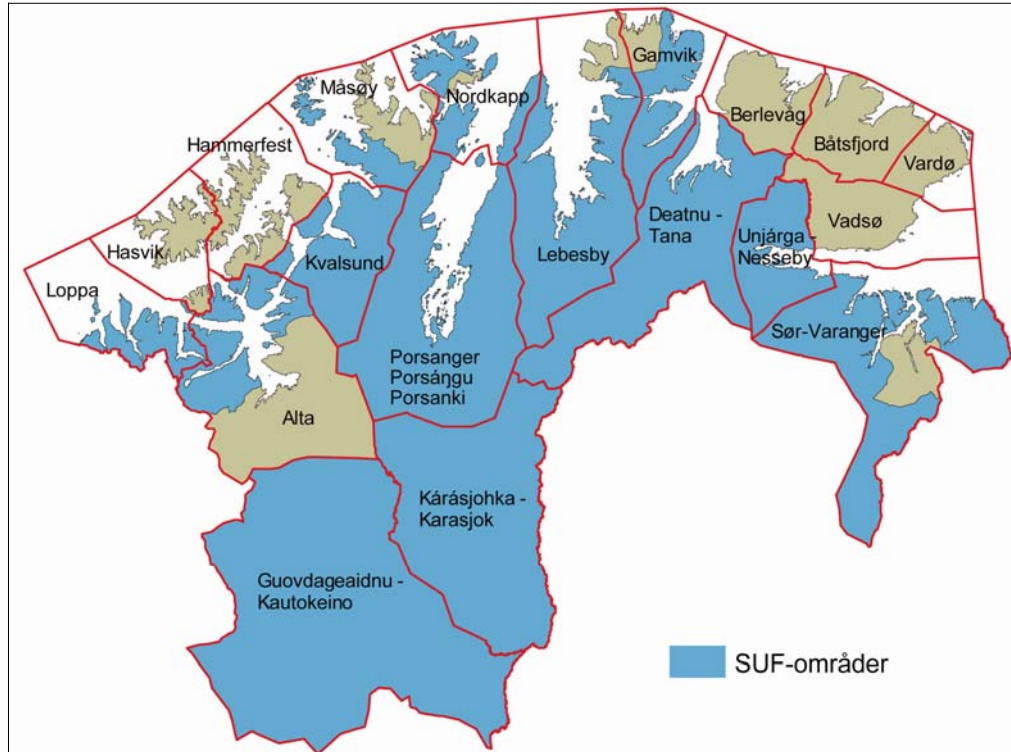 Gamvik
Måsøy
Nordkapp
Berlevåg
Båtsfjord
Hammerfest
Vardø
Hasvik
Deatnu -
Tana
Vadsø
Unjárga -
Nesseby
Kvalsund
Lebesby
Loppa
Sør-Varanger
Porsanger
Porsáŋgu
Porsanki
Alta
Kárásjohka -
Karasjok
Guovdageaidnu -
Kautokeino
SUF-områder